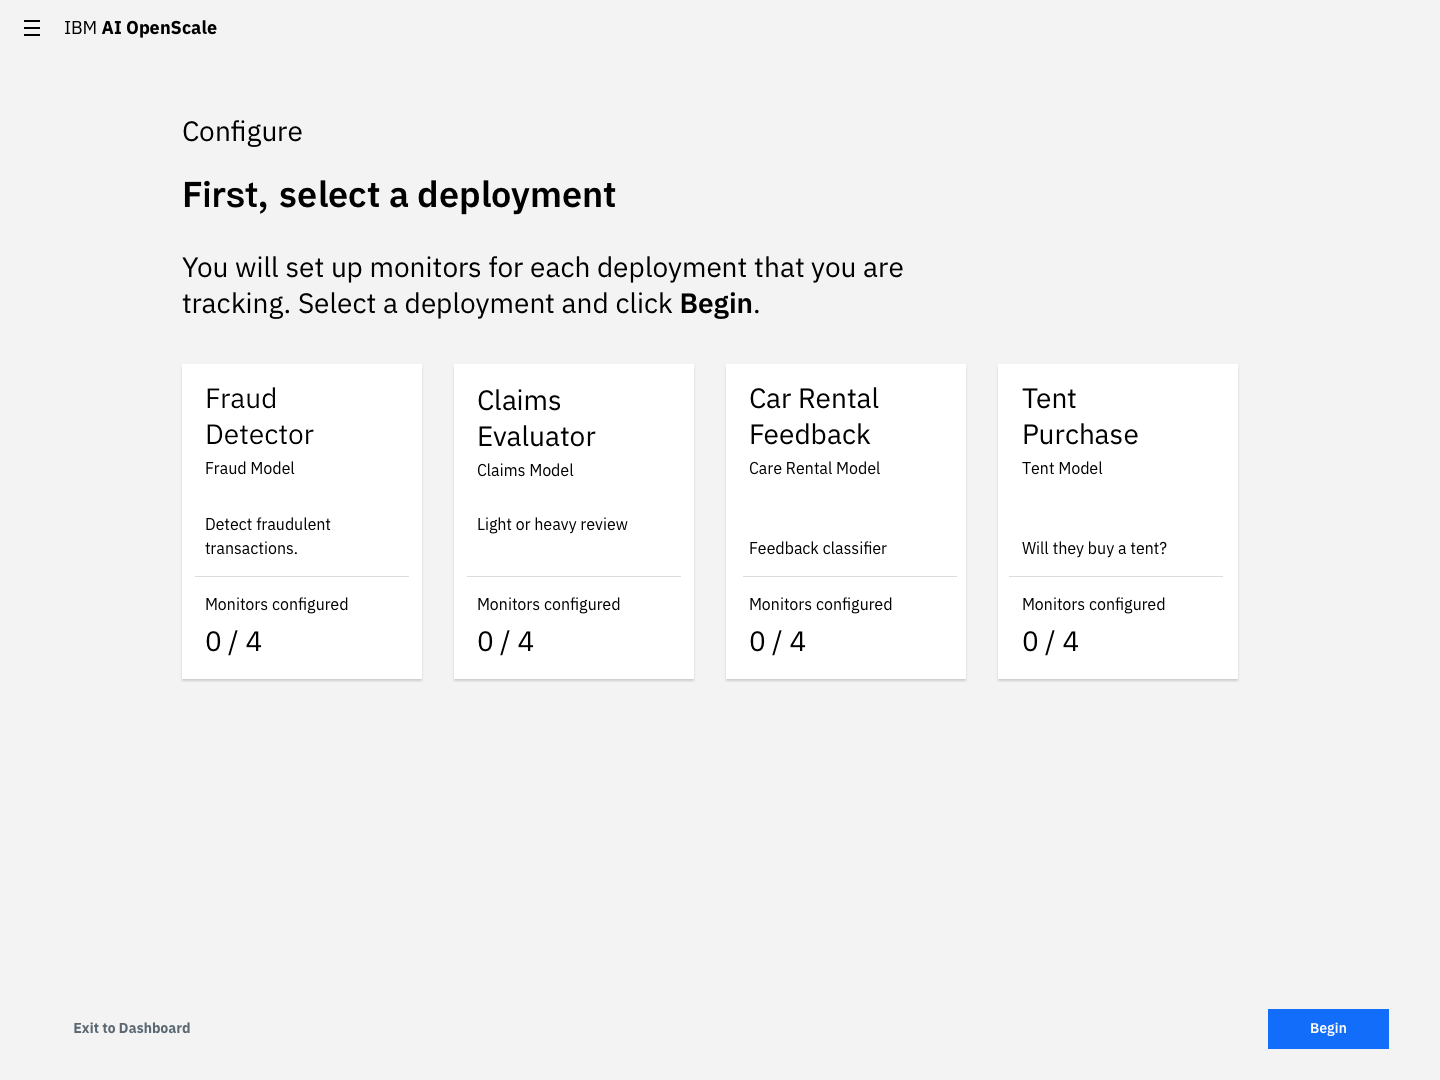 IBM AI OpenScale
Configure
First, select a deployment
You will set up monitors for each deployment that you are
tracking. Select a deployment and click Begin.
Fraud
Detector
Fraud Model
Detect fraudulent
transactions.
Monitors configured
0 / 4
Claims
Evaluator
Claims Model
Light or heavy review
Monitors configured
0 / 4
Car Rental
Feedback
Care Rental Model
Feedback classifier
Monitors configured
0 / 4
Tent
Purchase
Tent Model
Will they buy a tent?
Monitors configured
0 / 4
Exit to Dashboard
Begin